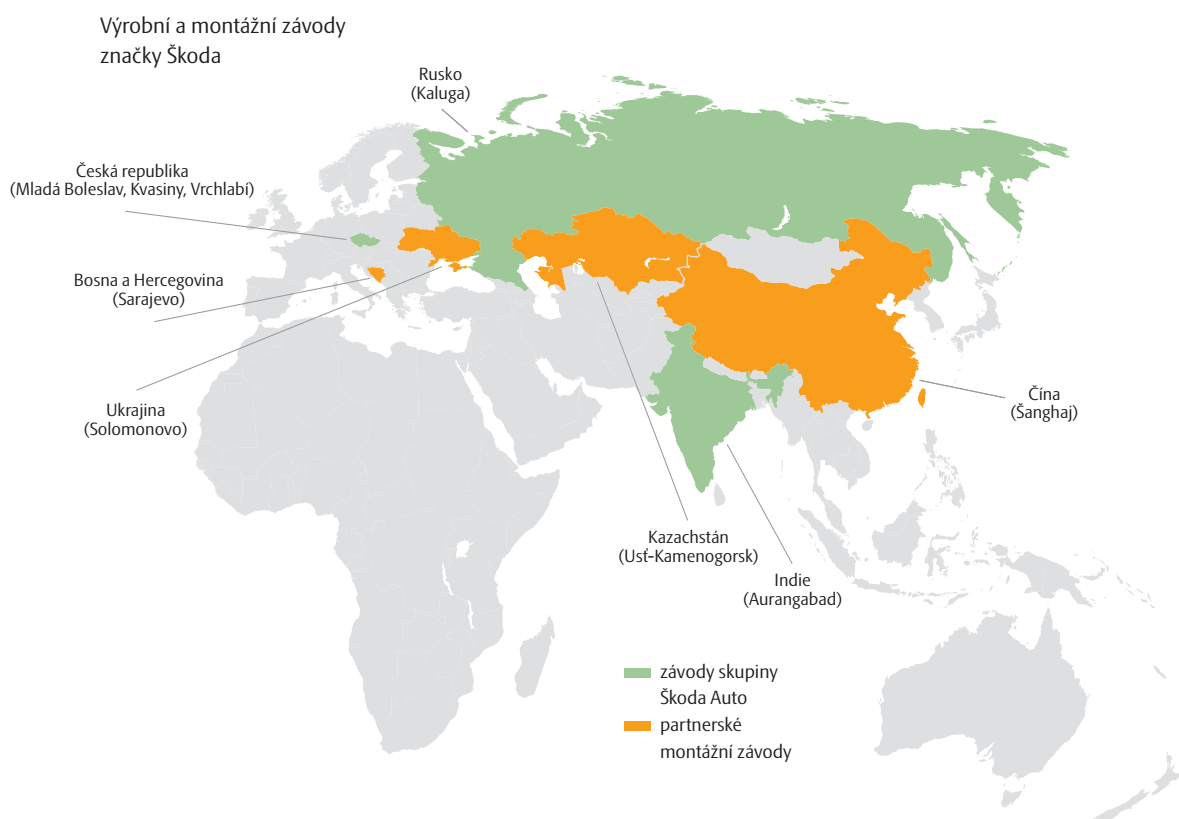 Výrobní a montážní závody
značky Škoda
Rusko
(Kaluga)
Česká republika
(Mladá Boleslav, Kvasiny, Vrchlabí)
Bosna a Hercegovina
(Sarajevo)
Ukrajina
(Solomonovo)
Čína
(Šanghaj)
Kazachstán
(Usť-Kamenogorsk)
Indie
(Aurangabad)
závody skupiny
Škoda Auto
partnerské
montážní závody